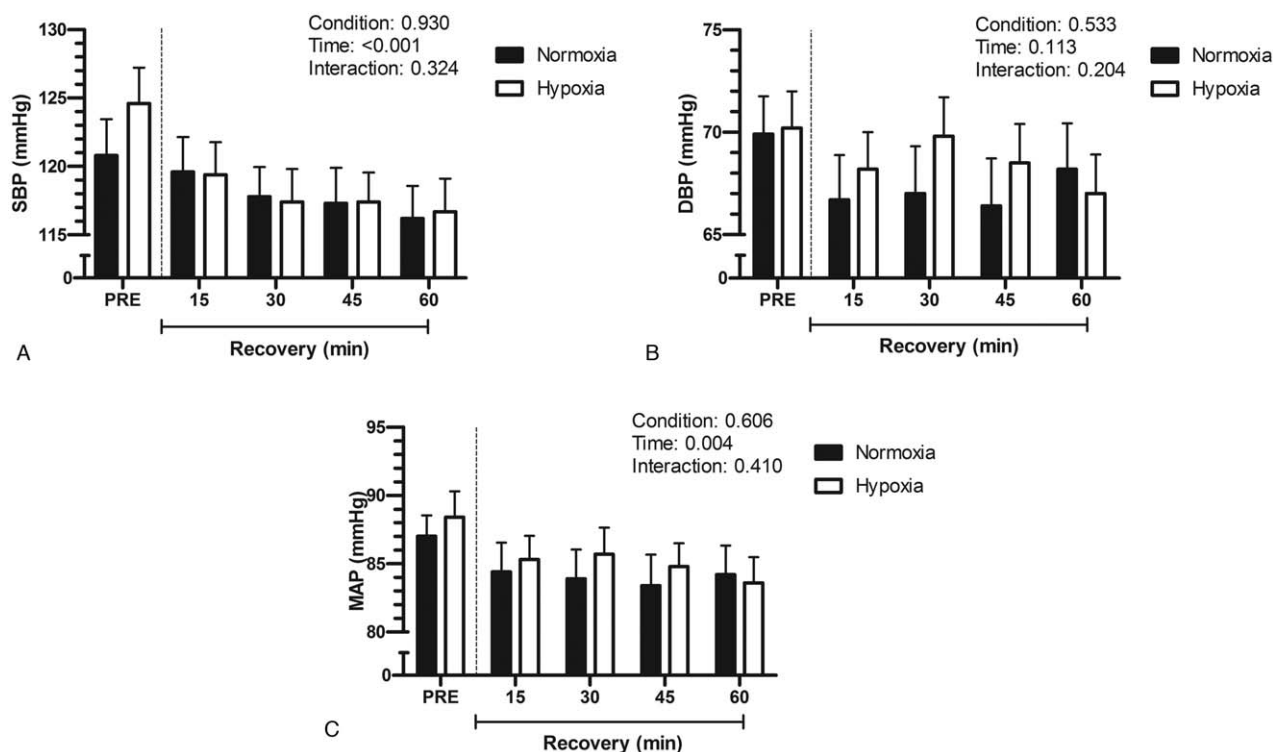 Condition: 0.930
Time: <0.001
Interaction: 0.324
Normoxia
Hypoxia
SBP (mmHg)
130
125
120
115
0
PRE 15 30 45 60
Recovery (min)
A
Condition: 0.533
Time: 0.113
Interaction: 0.204
Normoxia
Hypoxia
DBP (mmHg)
75
70
65
0
PRE 15 30 45 60
Recovery (min)
B
Condition: 0.606
Time: 0.004
Interaction: 0.410
Normoxia
Hypoxia
MAP (mmHg)
95
90
85
80
0
PRE 15 30 45 60
Recovery (min)
C